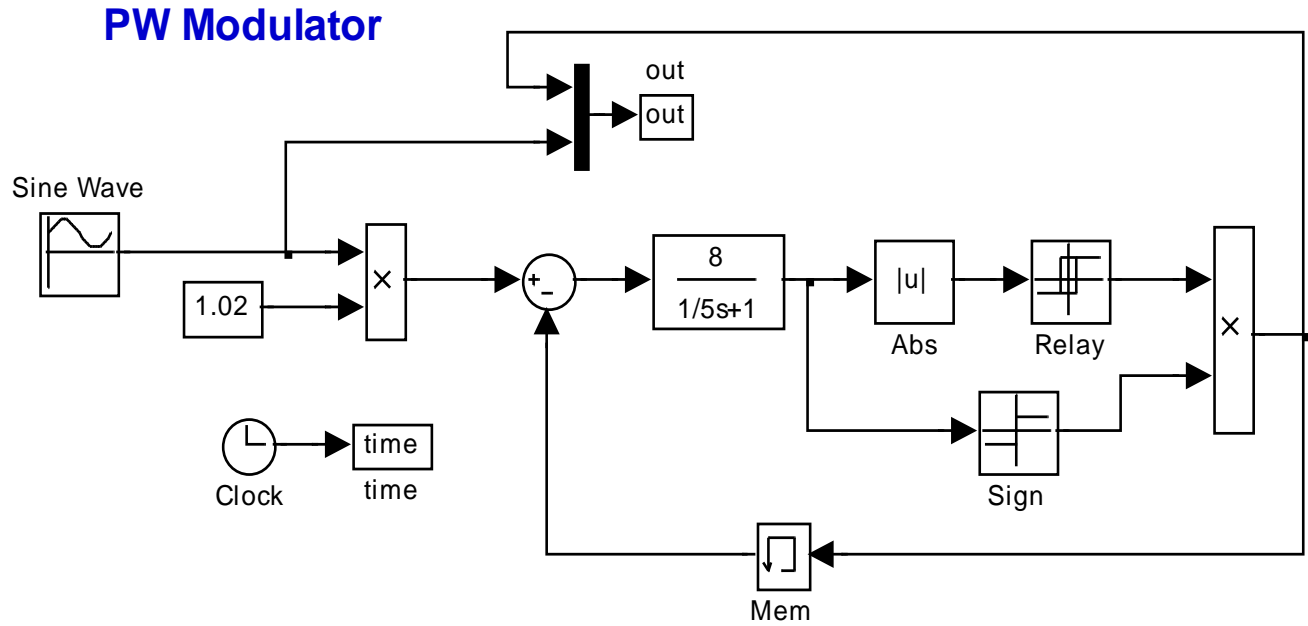 PW Modulator
out
out
Sine Wave
×
1.02
+
−
8
1/5s+1
|u|
Abs
Relay
×
Sign
time
Clock
time
Mem